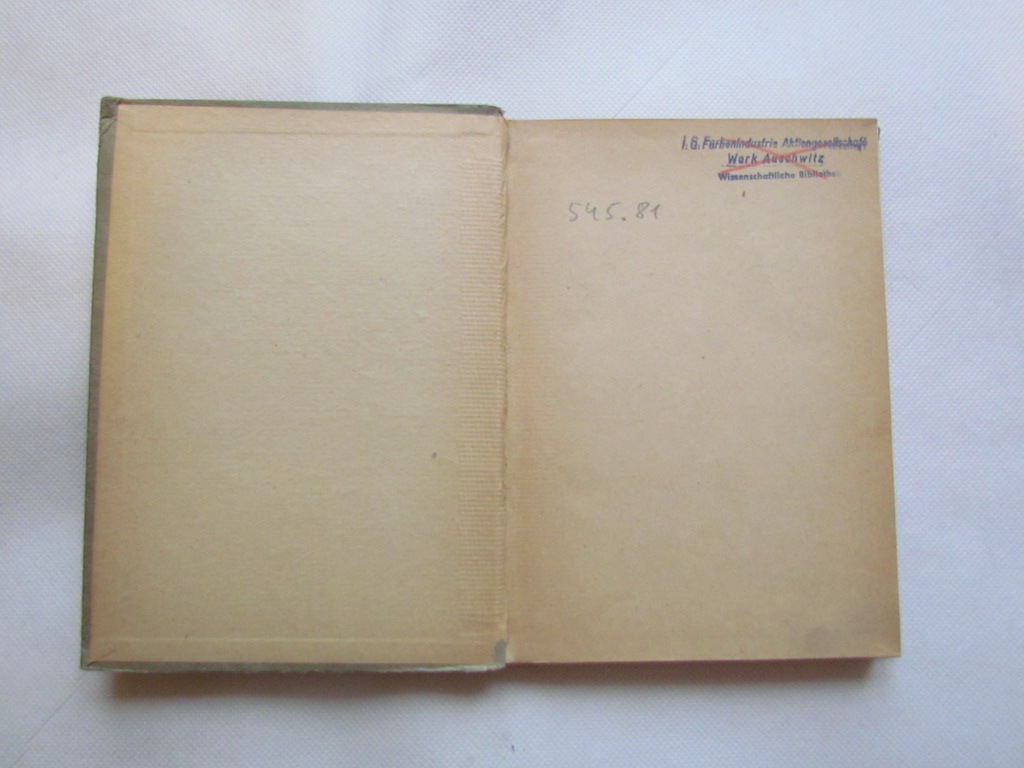 I. G. Farbenindustrie Aktiengesellschaft
Werk Auschwitz
Wissenschaftliche Bibliothek
545.81